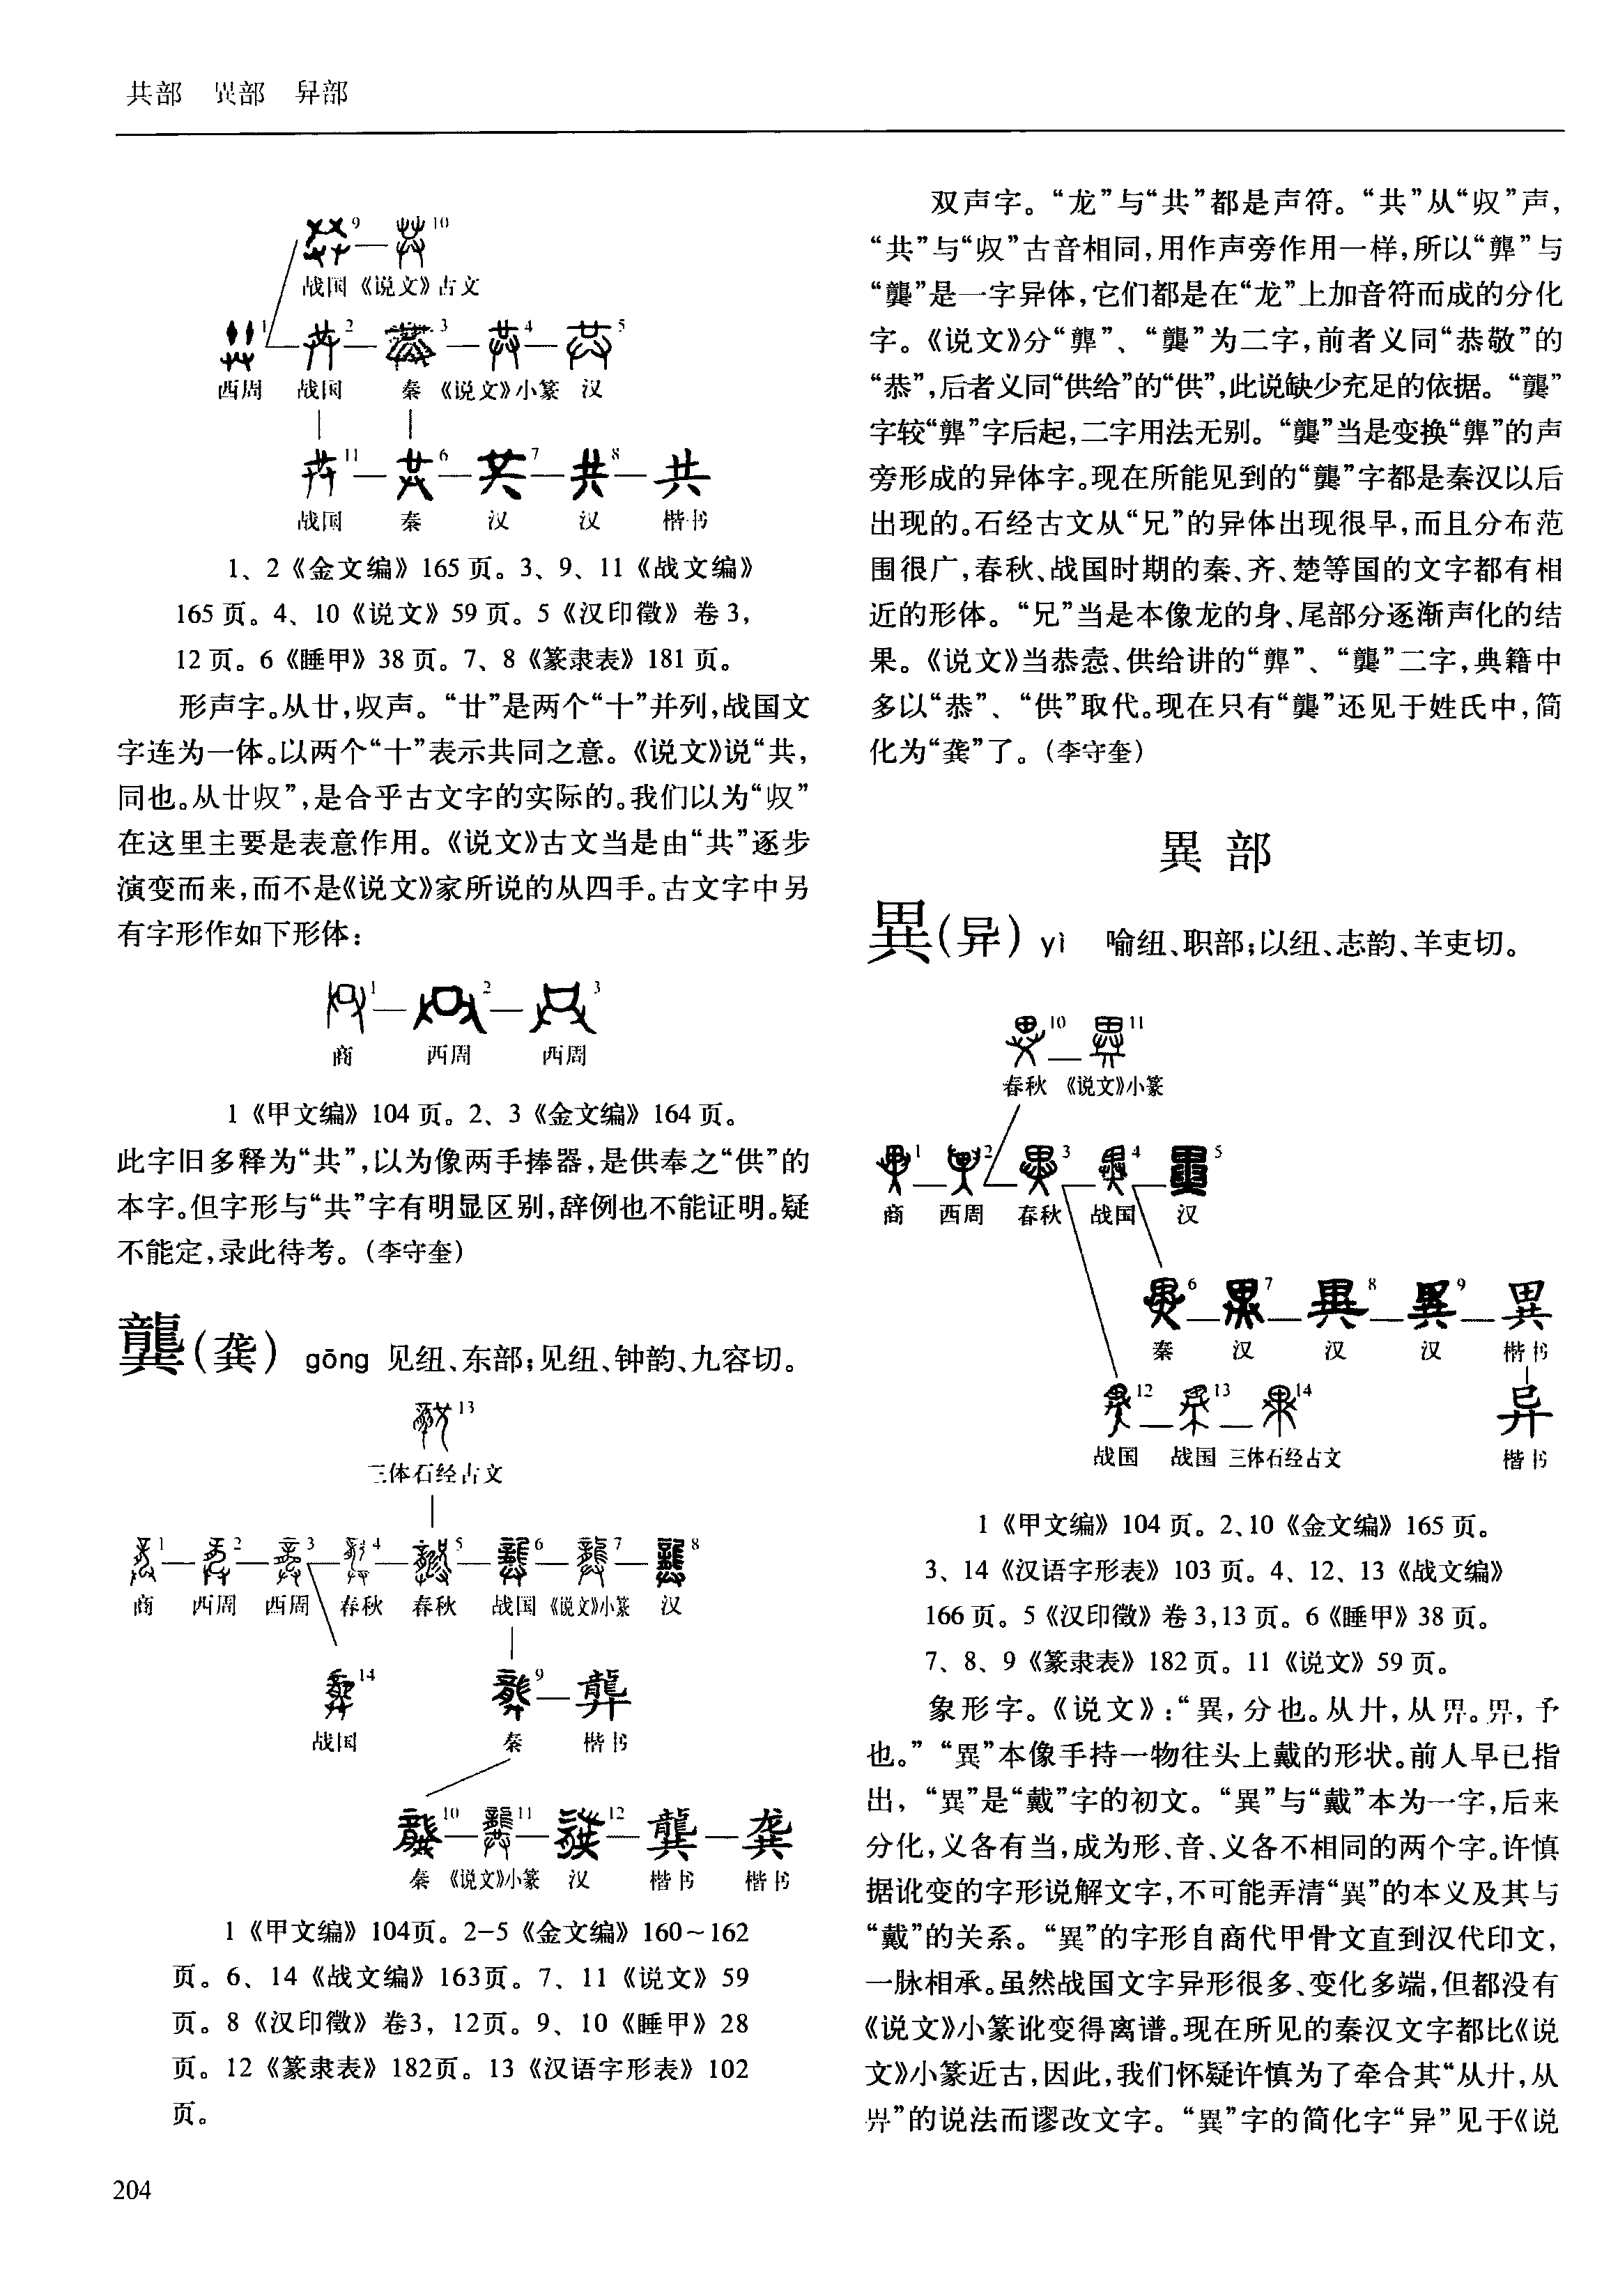 共部 異部 舁部
9 10
战国《说文》古文
1 2 3 4 5
西周 战国 秦 《说文》小篆 汉
11 6 7 8 共
战国 秦 汉 汉 楷书
1、2《金文编》165页。3、9、11《战文编》
165页。4、10《说文》59页。5《汉印徵》卷3,
12页。6《睡甲》38页。7、8《篆隶表》181页。
形声字。从廿,収声。“廿”是两个“十”并列,战国文
字连为一体。以两个“十”表示共同之意。《说文》说“共,
同也。从廿収”,是合乎古文字的实际的。我们以为“収”
在这里主要是表意作用。《说文》古文当是由“共”逐步
演变而来,而不是《说文》家所说的从四手。古文字中另
有字形作如下形体:
1 2 3
商 西周 西周
1《甲文编》104页。2、3《金文编》164页。
此字旧多释为“共”,以为像两手捧器,是供奉之“供”的
本字。但字形与“共”字有明显区别,辞例也不能证明。疑
不能定,录此待考。(李守奎)
龔(龚) gōng 见纽、东部;见纽、钟韵、九容切。
13
三体石经古文
1 2 3 4 5 6 7 8
商 西周 西周 春秋 春秋 战国《说文》小篆 汉
14 9 龏
战国 秦 楷书
10 11 12 龔 龚
秦 《说文》小篆 汉 楷书 楷书
1《甲文编》104页。2-5《金文编》160~162
页。6、14《战文编》163页。7、11《说文》59
页。8《汉印徵》卷3, 12页。9、10《睡甲》28
页。12《篆隶表》182页。13《汉语字形表》102
页。
双声字。“龙”与“共”都是声符。“共”从“収”声,
“共”与“収”古音相同,用作声旁作用一样,所以“龏”与
“龔”是一字异体,它们都是在“龙”上加音符而成的分化
字。《说文》分“龏”、“龔”为二字,前者义同“恭敬”的
“恭”,后者义同“供给”的“供”,此说缺少充足的依据。“龔”
字较“龏”字后起,二字用法无别。“龔”当是变换“龏”的声
旁形成的异体字。现在所能见到的“龔”字都是秦汉以后
出现的。石经古文从“兄”的异体出现很早,而且分布范
围很广,春秋、战国时期的秦、齐、楚等国的文字都有相
近的形体。“兄”当是本像龙的身、尾部分逐渐声化的结
果。《说文》当恭悫、供给讲的“龏”、“龔”二字,典籍中
多以“恭”、“供”取代。现在只有“龔”还见于姓氏中,简
化为“龚”了。(李守奎)
異 部
異(异) yì 喻纽、职部;以纽、志韵、羊吏切。
10 11
春秋 《说文》小篆
1 2 3 4 5
商 西周 春秋 战国 汉
6 7 8 9 異
秦 汉 汉 汉 楷书
12 13 14 异
战国 战国 三体石经古文 楷书
1《甲文编》104页。2、10《金文编》165页。
3、14《汉语字形表》103页。4、12、13《战文编》
166页。5《汉印徵》卷3,13页。6《睡甲》38页。
7、8、9《篆隶表》182页。11《说文》59页。
象形字。《说文》:“異,分也。从廾,从畀。畀,予
也。”“異”本像手持一物往头上戴的形状。前人早已指
出,“異”是“戴”字的初文。“異”与“戴”本为一字,后来
分化,义各有当,成为形、音、义各不相同的两个字。许慎
据讹变的字形说解文字,不可能弄清“異”的本义及其与
“戴”的关系。“異”的字形自商代甲骨文直到汉代印文,
一脉相承。虽然战国文字异形很多、变化多端,但都没有
《说文》小篆讹变得离谱。现在所见的秦汉文字都比《说
文》小篆近古,因此,我们怀疑许慎为了牵合其“从廾,从
畀”的说法而谬改文字。“異”字的简化字“异”见于《说
204